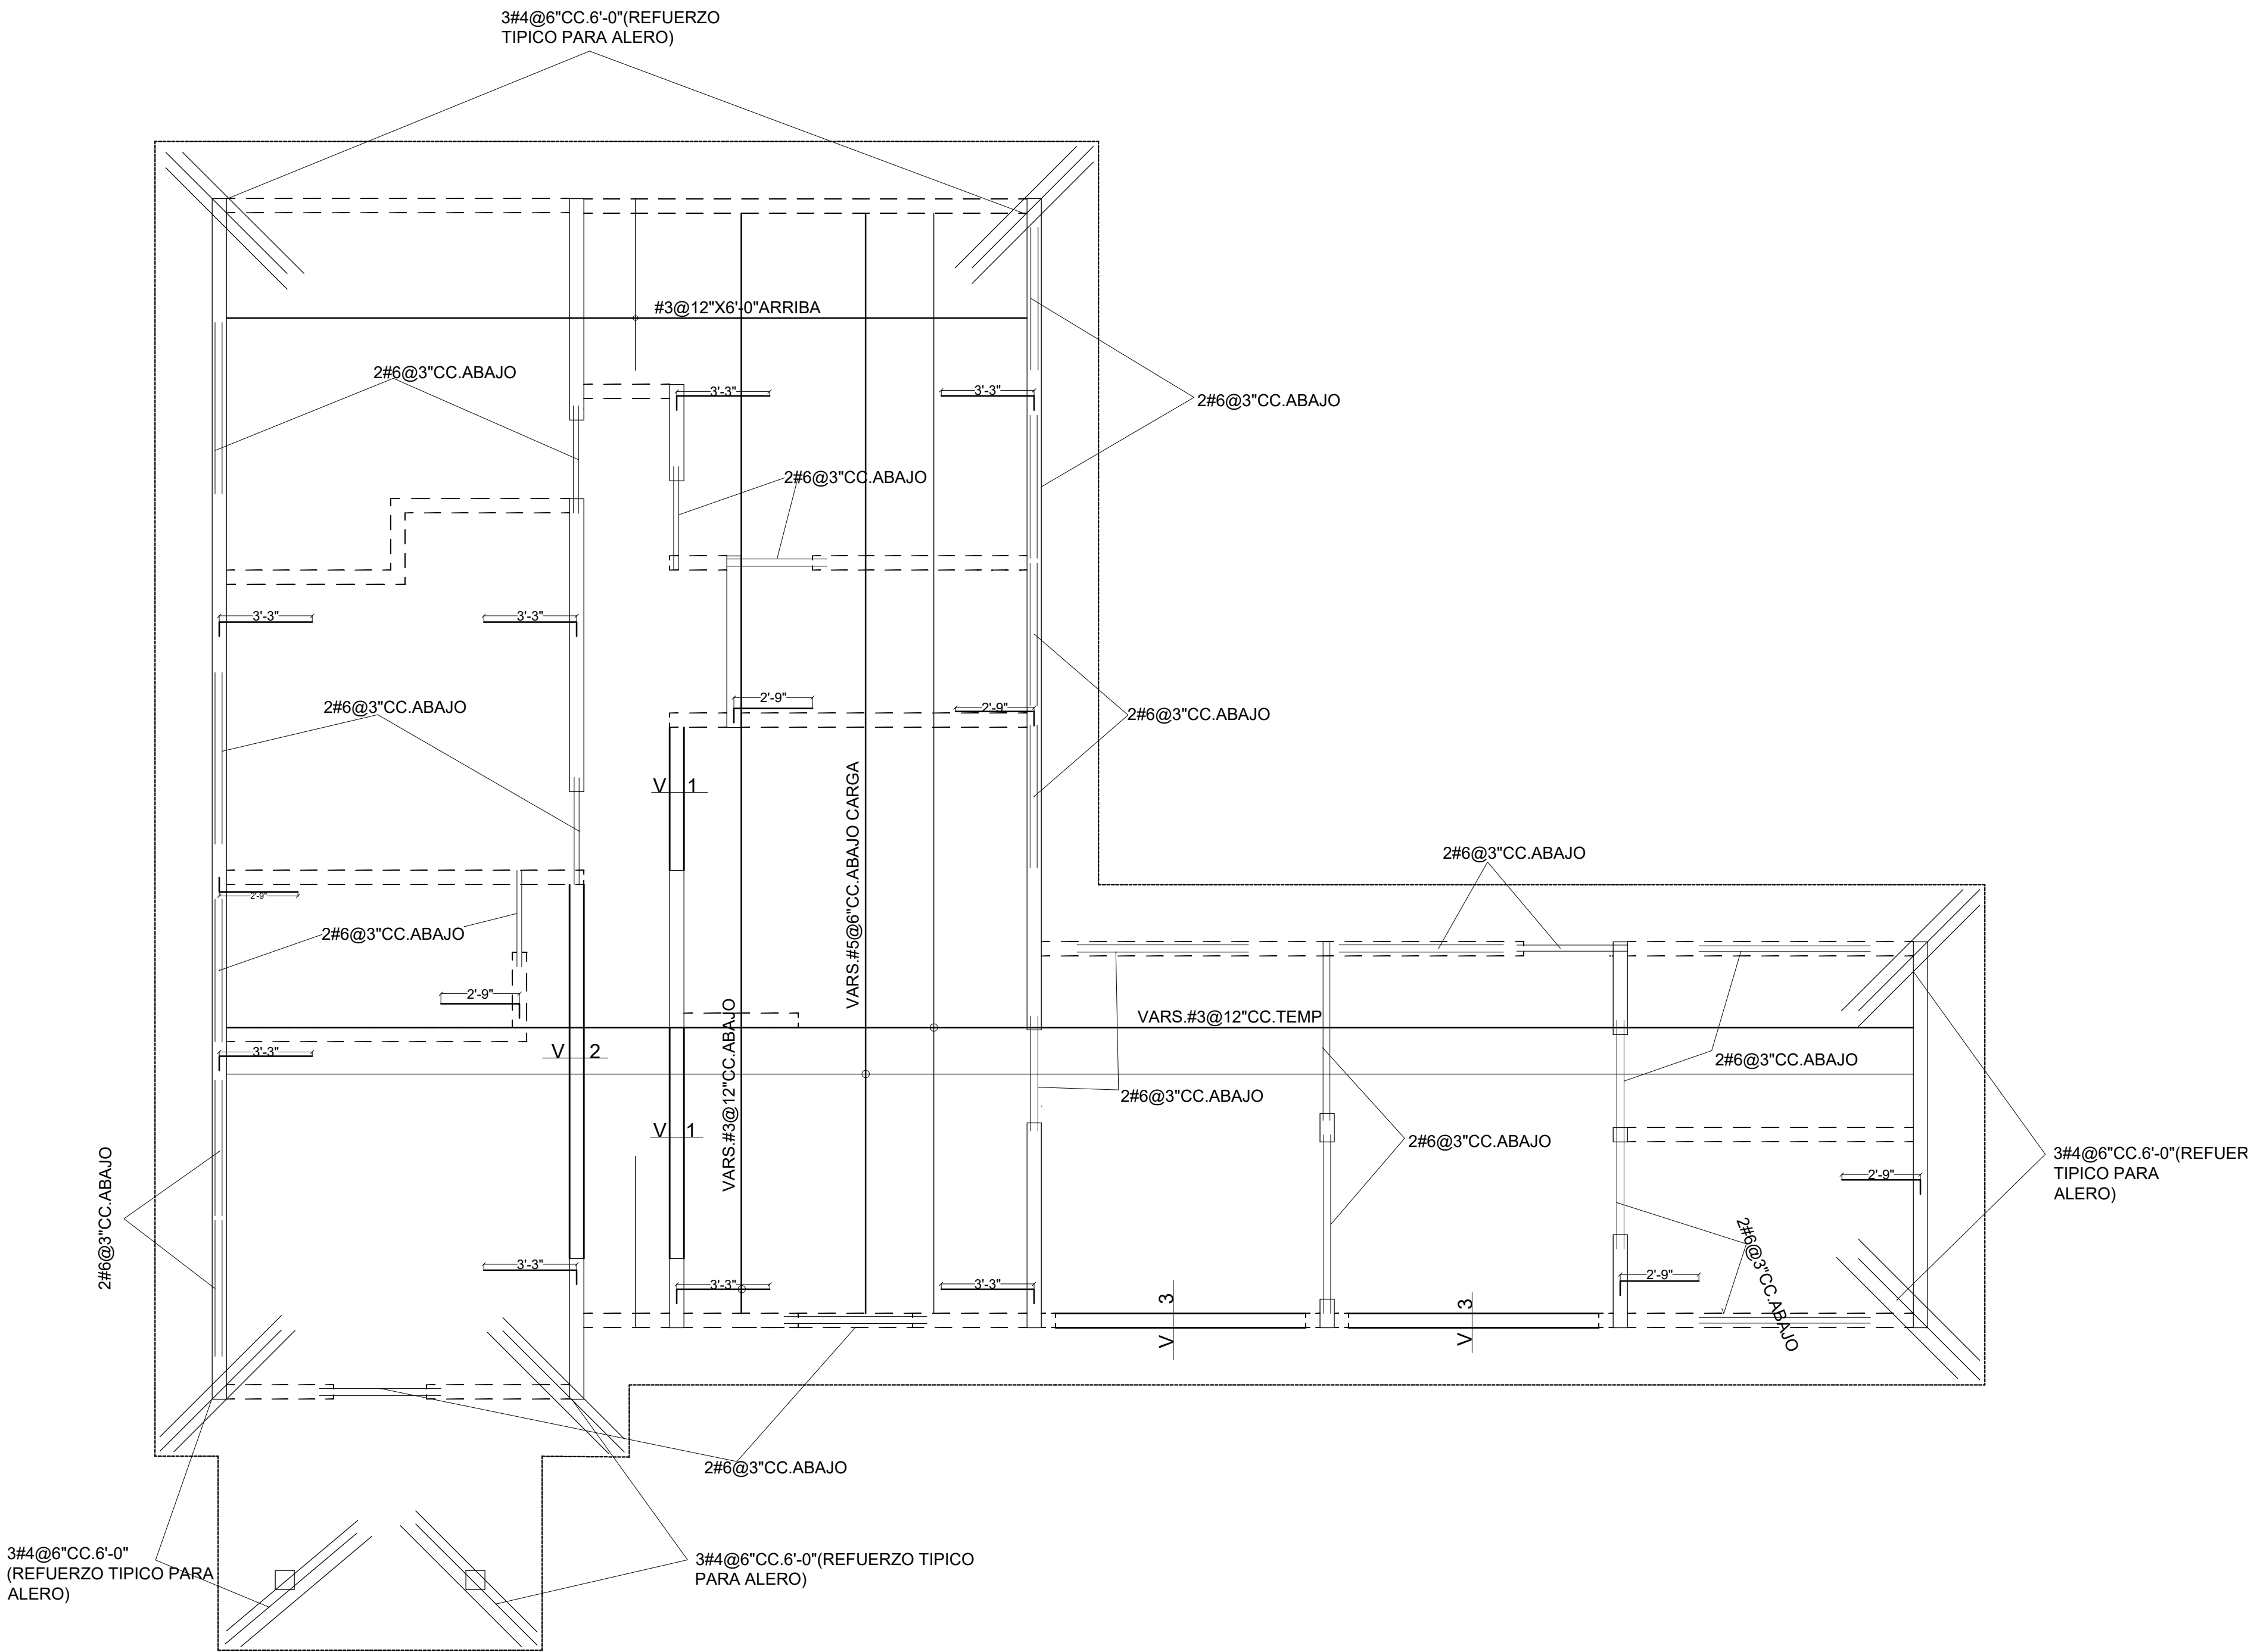 3#4@6"CC.6'-0"(REFUERZO
TIPICO PARA ALERO)
#3@12"X6'-0"ARRIBA
2#6@3"CC.ABAJO
3'-3"
3'-3"
2#6@3"CC.ABAJO
2#6@3"CC.ABAJO
3'-3"
3'-3"
2'-9"
2'-9"
2#6@3"CC.ABAJO
2#6@3"CC.ABAJO
V 1
VARS.#5@6"CC.ABAJO CARGA
2#6@3"CC.ABAJO
2'-9"
2#6@3"CC.ABAJO
2'-9"
VARS.#3@12"CC.ABAJO
VARS.#3@12"CC.TEMP
3'-3"
V 2
2#6@3"CC.ABAJO
2#6@3"CC.ABAJO
V 1
2#6@3"CC.ABAJO
2#6@3"CC.ABAJO
3#4@6"CC.6'-0"(REFUER
TIPICO PARA
ALERO)
2'-9"
2#6@3"CC.ABAJO
3'-3"
3'-3"
3'-3"
V 3
V 3
2'-9"
2#6@3"CC.ABAJO
3#4@6"CC.6'-0"
(REFUERZO TIPICO PARA
ALERO)
3#4@6"CC.6'-0"(REFUERZO TIPICO
PARA ALERO)